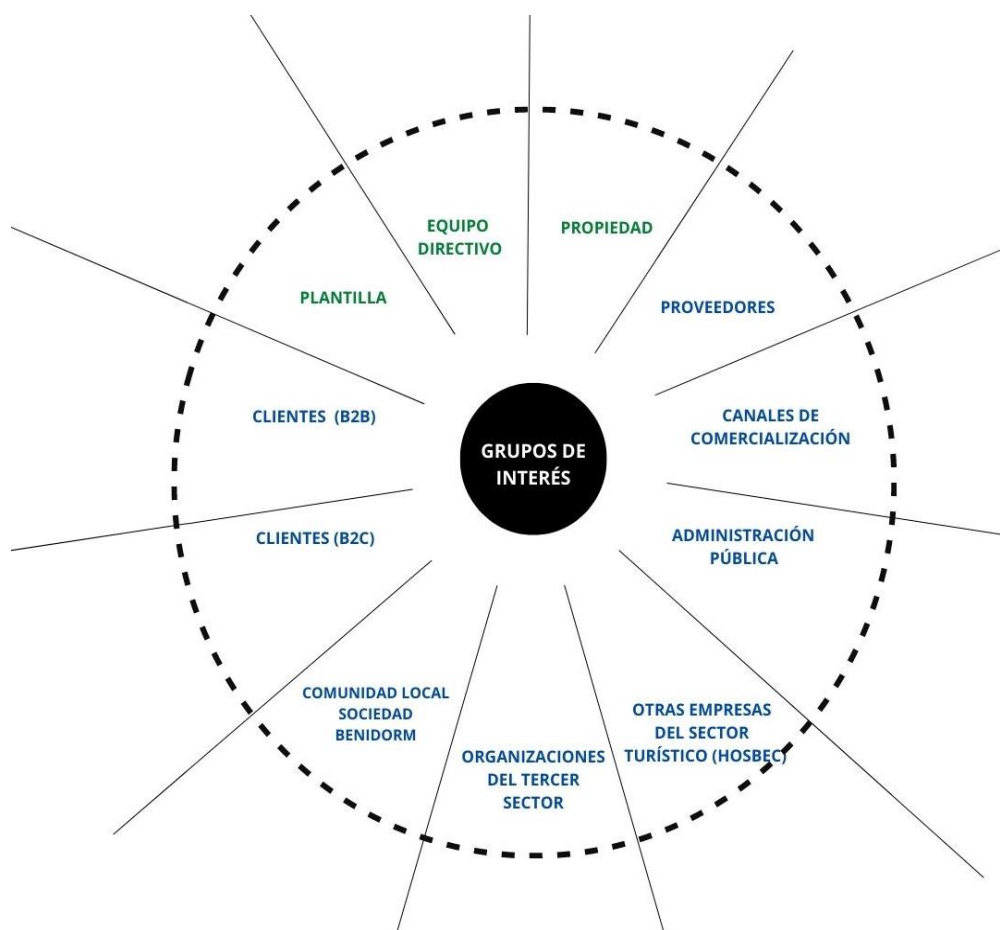 EQUIPO
DIRECTIVO
PROPIEDAD
PLANTILLA
PROVEEDORES
CLIENTES (B2B)
CANALES DE
COMERCIALIZACIÓN
GRUPOS DE
INTERÉS
CLIENTES (B2C)
ADMINISTRACIÓN
PÚBLICA
COMUNIDAD LOCAL
SOCIEDAD
BENIDORM
ORGANIZACIONES
DEL TERCER
SECTOR
OTRAS EMPRESAS
DEL SECTOR
TURÍSTICO (HOSBEC)